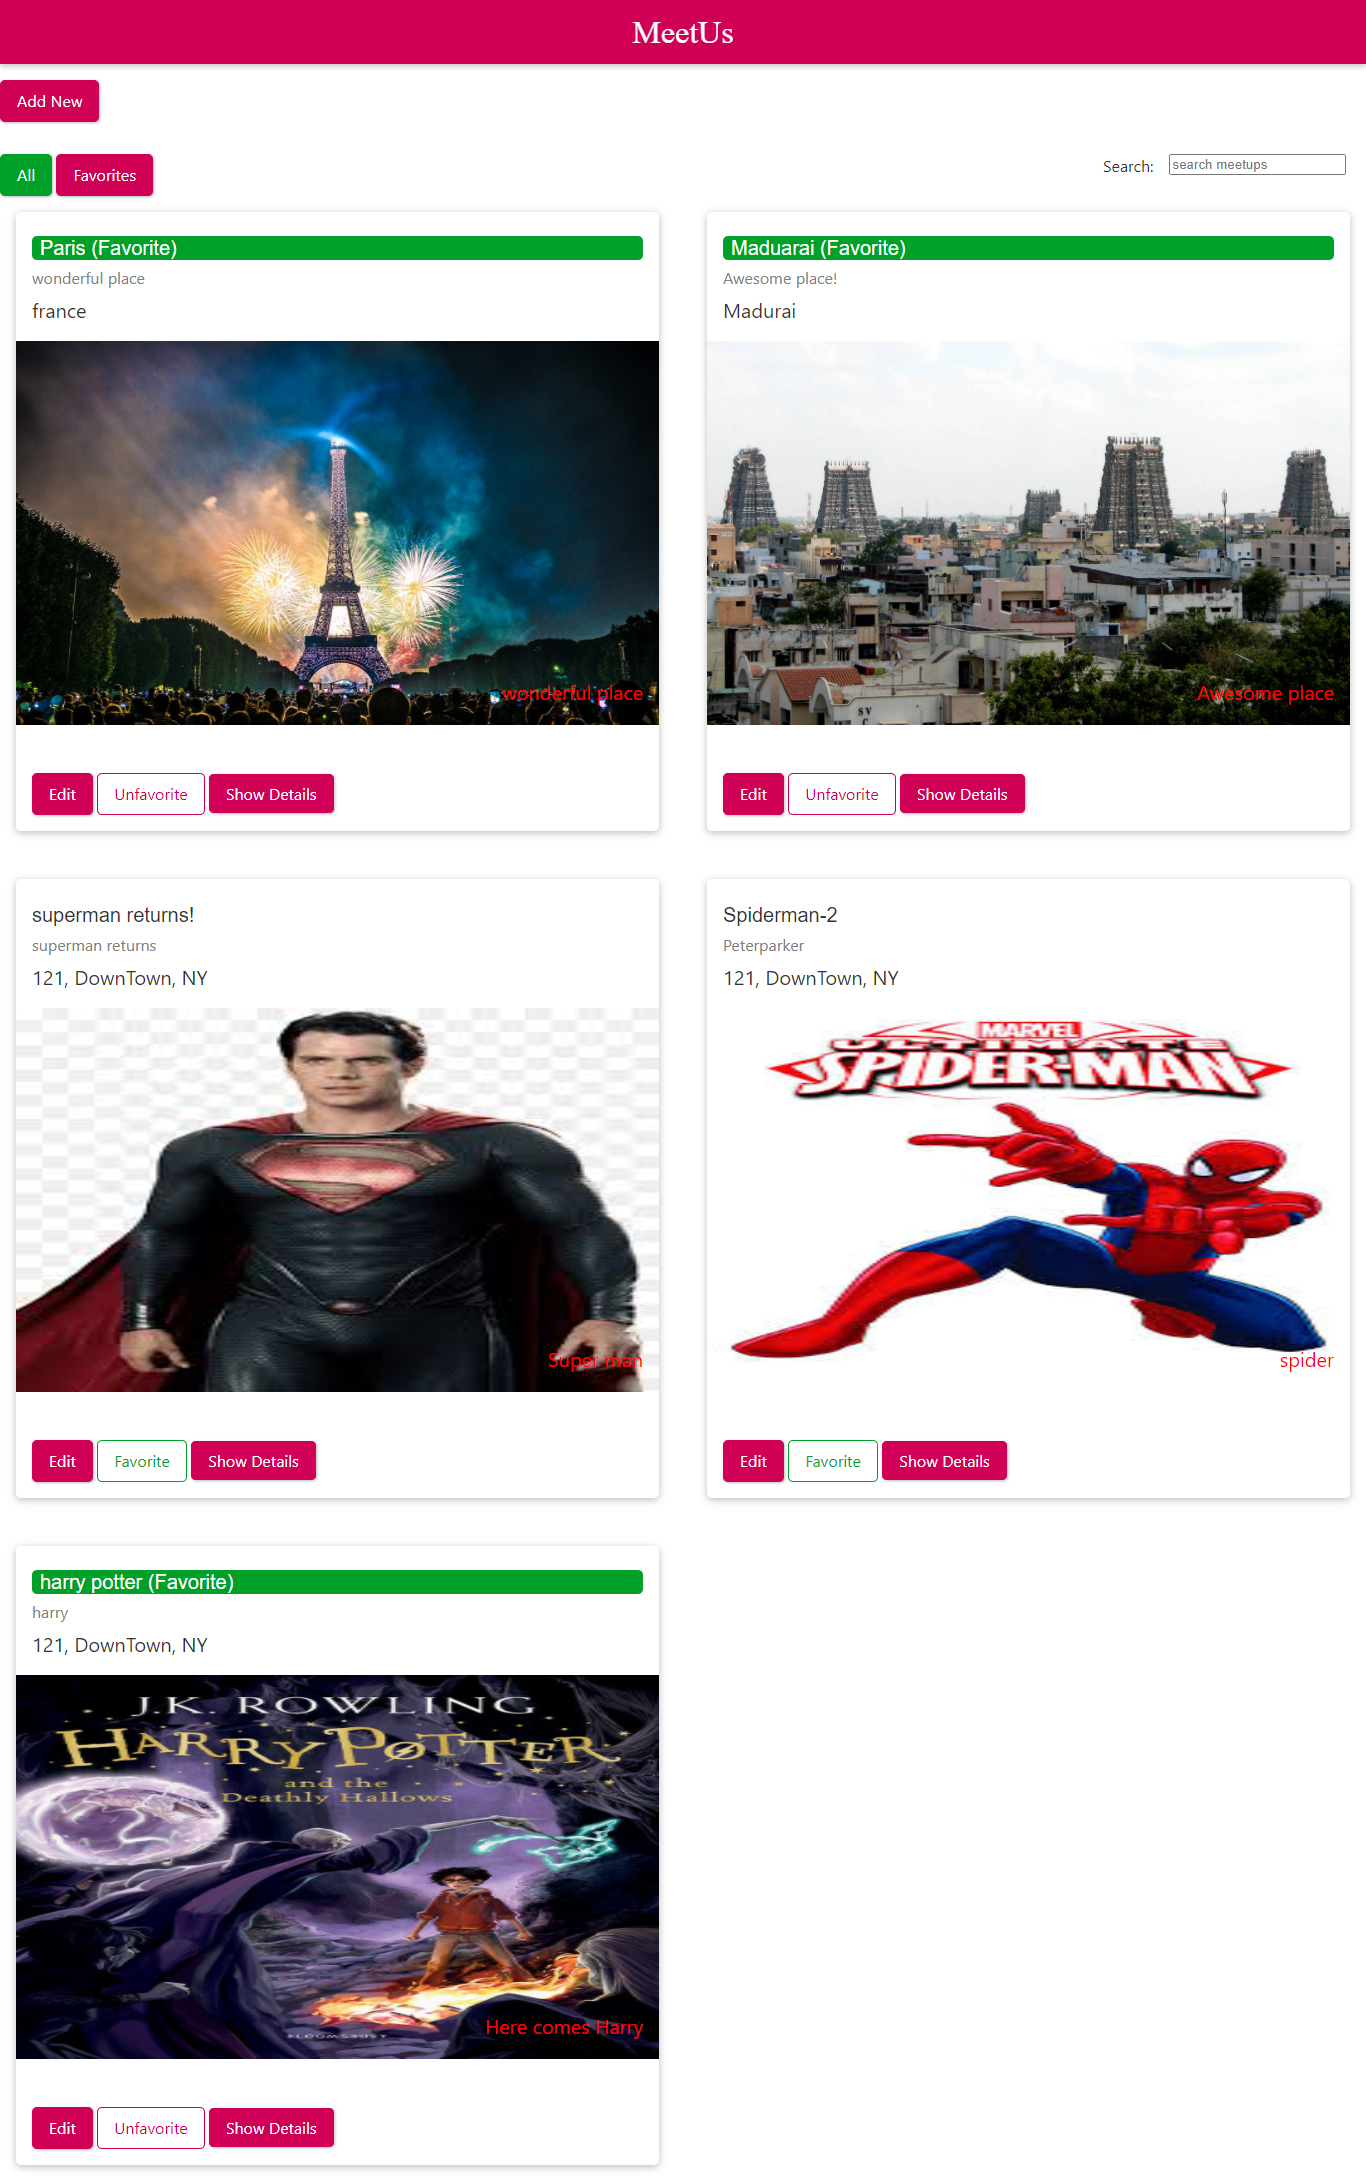 MeetUs
Add New
All Favorites Search: search meetups
Paris (Favorite)
wonderful place
france
wonderful place
Edit Unfavorite Show Details
Maduarai (Favorite)
Awesome place!
Madurai
SV
C
Awesome place
Edit Unfavorite Show Details
superman returns!
superman returns
121, DownTown, NY
Super man
Edit Favorite Show Details
Spiderman-2
Peterparker
121, DownTown, NY
MARVEL
ULTIMATE
SPIDER-MAN
spider
Edit Favorite Show Details
harry potter (Favorite)
harry
121, DownTown, NY
J.K. ROWLING
HARRY POTTER
and the
Deathly Hallows
Here comes Harry
BLOOMSBURY
Edit Unfavorite Show Details